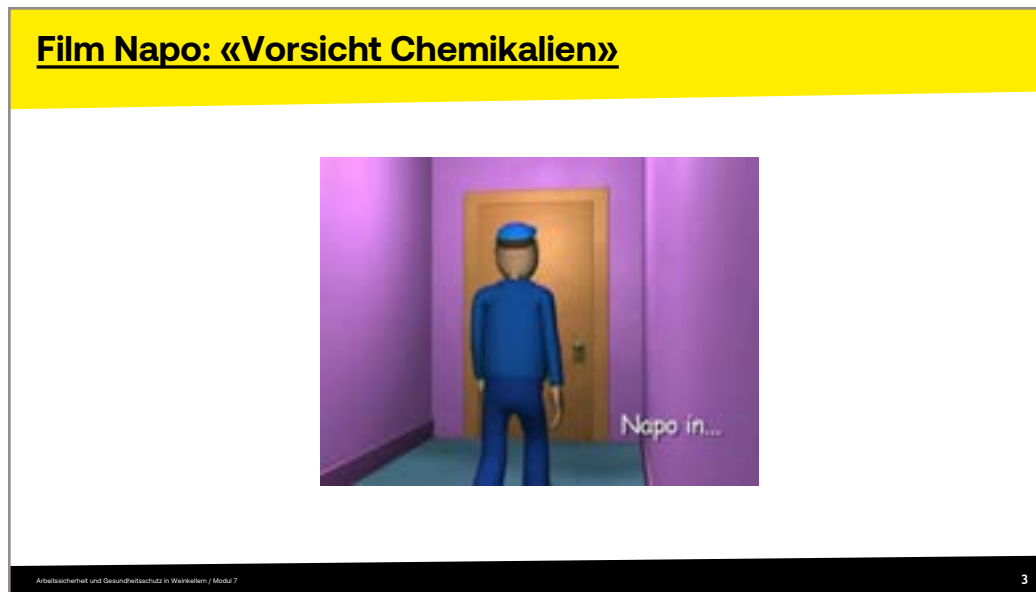 Film Napo: «Vorsicht Chemikalien»
Napo in...
Arbeitssicherheit und Gesundheitsschutz in Weinkellern / Modul 7
3